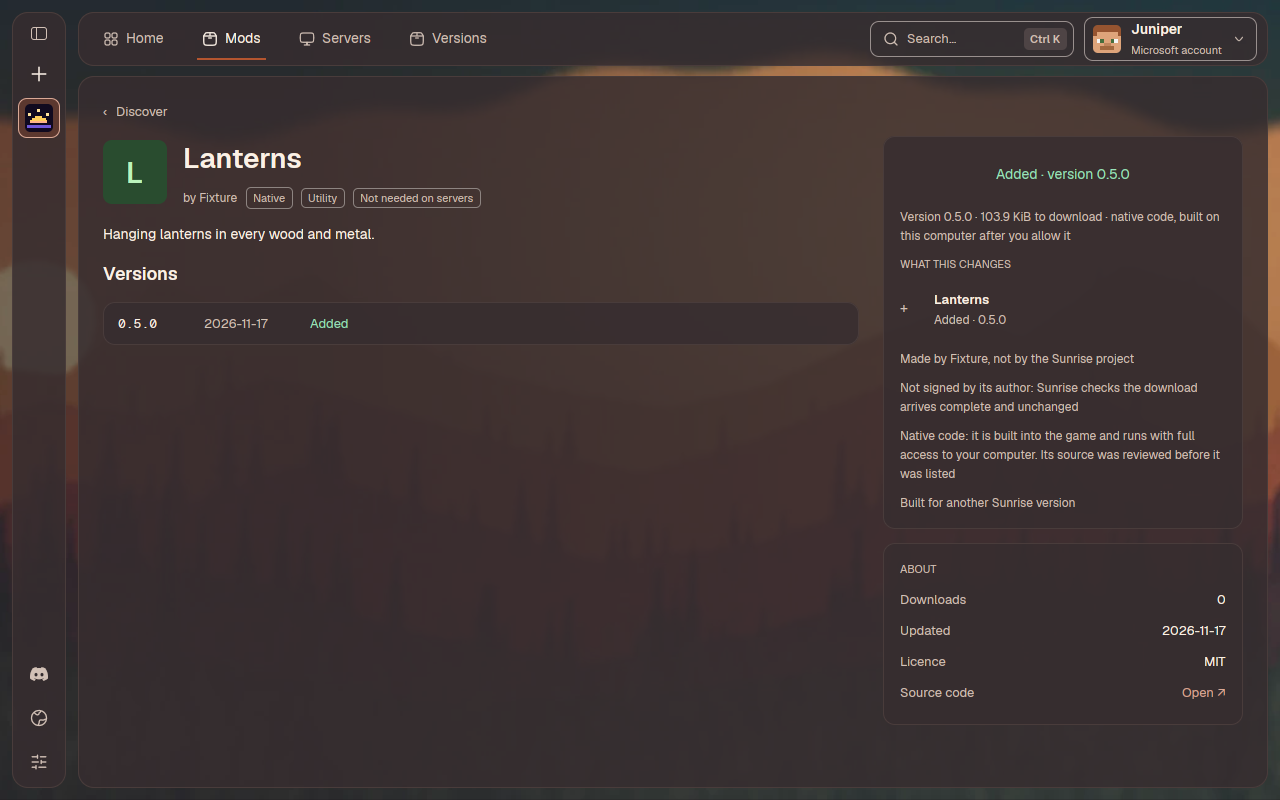 Home
Mods
Servers
Versions
Search...
Ctrl K
Juniper
Microsoft account
‹ Discover
L
Lanterns
by Fixture
Native
Utility
Not needed on servers
Hanging lanterns in every wood and metal.
Versions
0.5.0
2026-11-17
Added
Added · version 0.5.0
Version 0.5.0 · 103.9 KiB to download · native code, built on
this computer after you allow it
WHAT THIS CHANGES
+
Lanterns
Added · 0.5.0
Made by Fixture, not by the Sunrise project
Not signed by its author: Sunrise checks the download
arrives complete and unchanged
Native code: it is built into the game and runs with full
access to your computer. Its source was reviewed before it
was listed
Built for another Sunrise version
ABOUT
Downloads
0
Updated
2026-11-17
Licence
MIT
Source code
Open ↗